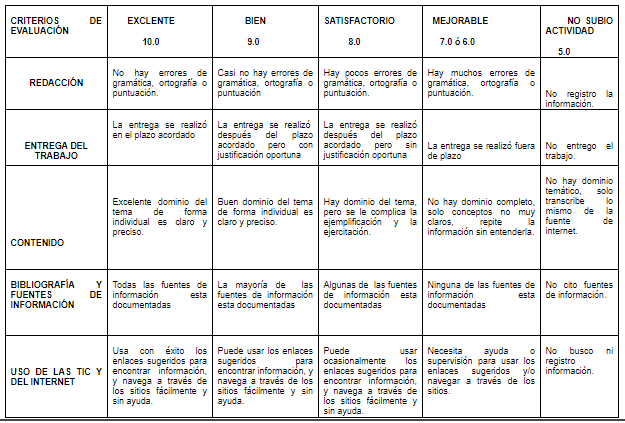 CRITERIOS DE
EVALUACIÓN
EXCLENTE
10.0
BIEN
9.0
SATISFACTORIO
8.0
MEJORABLE
7.0 ó 6.0
NO SUBIO
ACTIVIDAD
5.0
REDACCIÓN
No hay errores de
gramática, ortografía o
puntuación.
Casi no hay errores de
gramática, ortografía o
puntuación
Hay pocos errores de
gramática, ortografía o
puntuación.
Hay muchos errores de
gramática, ortografía o
puntuación.
No registro la
información.
ENTREGA DEL
TRABAJO
La entrega se realizó
en el plazo acordado
La entrega se realizó
después del plazo
acordado pero con
justificación oportuna
La entrega se realizó
después del plazo
acordado pero sin
justificación oportuna
La entrega se realizó fuera
de plazo
No entrego el
trabajo.
CONTENIDO
Excelente dominio del
tema de forma
individual es claro y
preciso.
Buen dominio del tema
de forma individual es
claro y preciso.
Hay dominio del tema,
pero se le complica la
ejemplificación y la
ejercitación.
No hay dominio completo,
solo conceptos no muy
claros, repite la
información sin entenderla.
No hay dominio
temático, solo
transcribe lo
mismo de la
fuente de
internet.
BIBLIOGRAFÍA Y
FUENTES DE
INFORMACIÓN
Todas las fuentes de
información esta
documentadas
La mayoría de las
fuentes de información
esta documentadas
Algunas de las fuentes
de información esta
documentadas
Ninguna de las fuentes de
información esta
documentadas
No cito fuentes
de información.
USO DE LAS TIC Y
DEL INTERNET
Usa con éxito los
enlaces sugeridos para
encontrar información,
y navega a través de
los sitios fácilmente y
sin ayuda.
Puede usar los enlaces
sugeridos para
encontrar información, y
navega a través de los
sitios fácilmente y sin
ayuda.
Puede usar
ocasionalmente los
enlaces sugeridos para
encontrar información, y
navega a través de los
sitios fácilmente y sin
ayuda.
Necesita ayuda o
supervisión para usar los
enlaces sugeridos y/o
navegar a través de los
sitios.
No busco ni
registro
información.